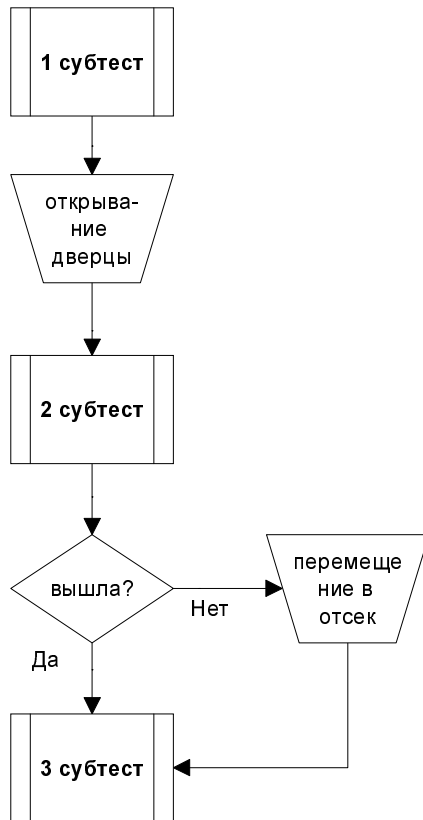 1 субтест
открыва-
ние
дверцы
2 субтест
вышла?
Нет
перемеще
ние в
отсек
Да
3 субтест